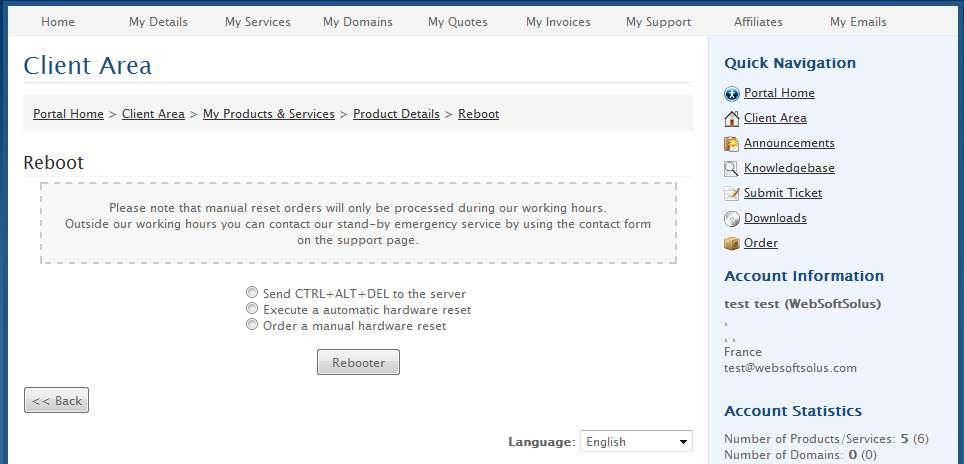 Home My Details My Services My Domains My Quotes My Invoices My Support Affiliates My Emails
Client Area
Portal Home > Client Area > My Products & Services > Product Details > Reboot
Reboot
Please note that manual reset orders will only be processed during our working hours.
Outside our working hours you can contact our stand-by emergency service by using the contact form
on the support page.
Send CTRL+ALT+DEL to the server
Execute a automatic hardware reset
Order a manual hardware reset
Rebooter
<< Back
Language: English
Quick Navigation
Portal Home
Client Area
Announcements
Knowledgebase
Submit Ticket
Downloads
Order
Account Information
test test (WebSoftSolus)
,
, ,
France
test@websoftsolus.com
Account Statistics
Number of Products/Services: 5 (6)
Number of Domains: 0 (0)